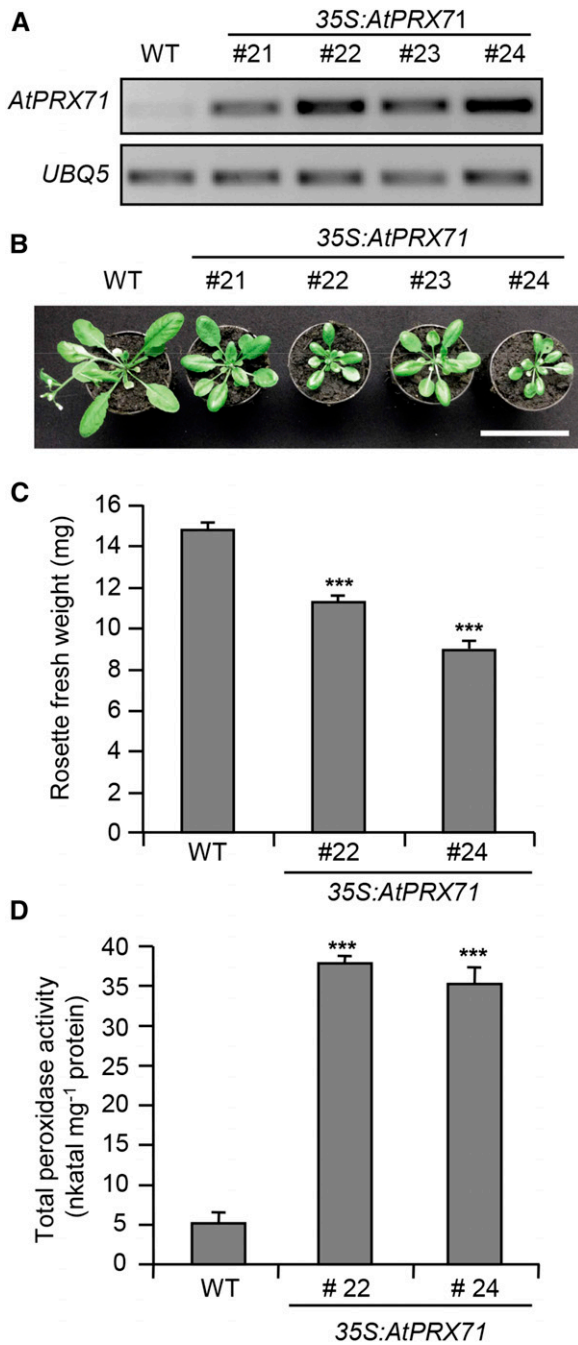 A
35S:AtPRX71
WT #21 #22 #23 #24
AtPRX71
UBQ5
B
35S:AtPRX71
WT #21 #22 #23 #24
C
Rosette fresh weight (mg)
16
14
12
10
8
6
4
2
0
***
***
WT #22 #24
35S:AtPRX71
D
Total peroxidase activity
(nkatal mg⁻¹ protein)
40
35
30
25
20
15
10
5
0
***
***
WT # 22 # 24
35S:AtPRX71